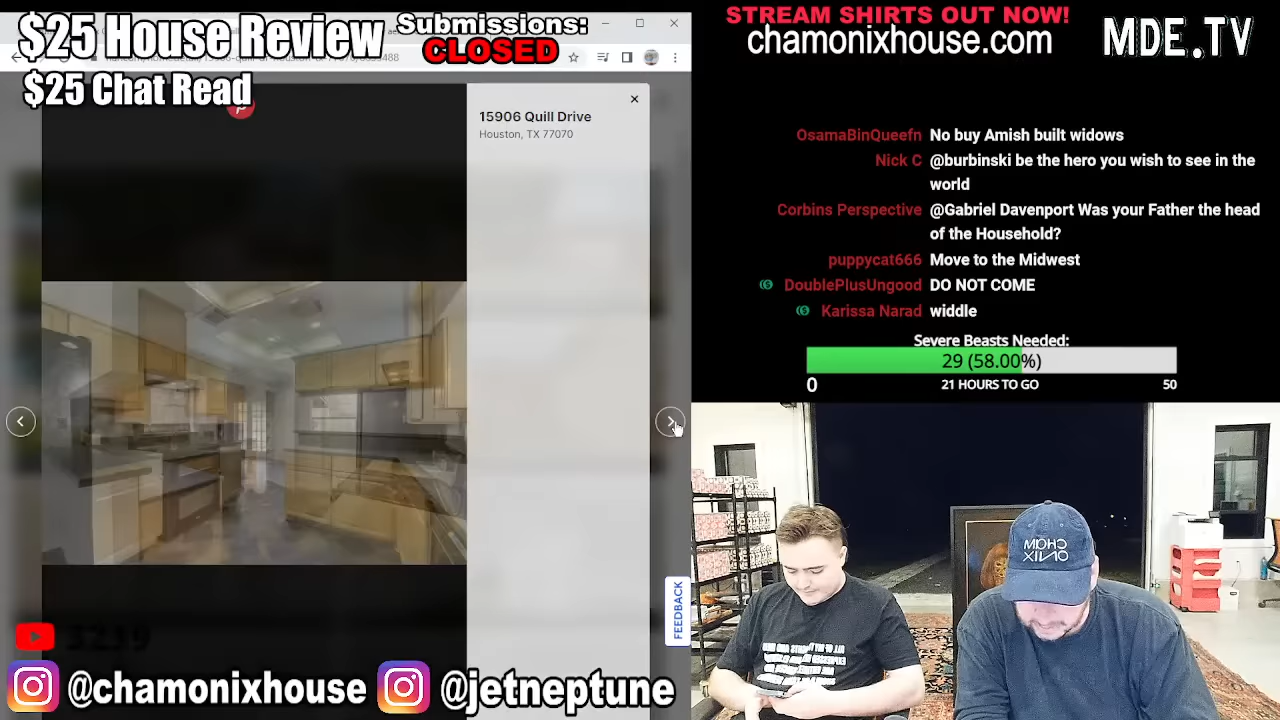 $25 House Review
Submissions:
CLOSED
$25 Chat Read
15906 Quill Drive
Houston, TX 77070
FEEDBACK
3219
@chamonixhouse
@jetneptune
STREAM SHIRTS OUT NOW!
chamonixhouse.com
MDE.TV
OsamaBinQueefn No buy Amish built widows
Nick C @burbinski be the hero you wish to see in the
world
Corbins Perspective @Gabriel Davenport Was your Father the head
of the Household?
puppycat666 Move to the Midwest
DoublePlusUngood DO NOT COME
Karissa Narad widdle
Severe Beasts Needed:
29 (58.00%)
0 21 HOURS TO GO 50
CHAM
ONIX